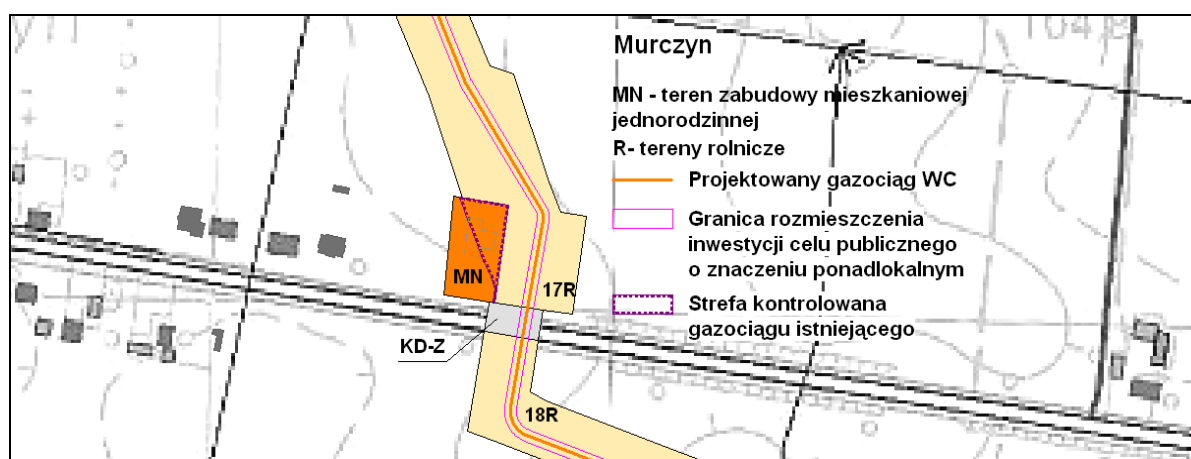 Murczyn
MN - teren zabudowy mieszkaniowej
jednorodzinnej
R- tereny rolnicze
Projektowany gazociąg WC
Granica rozmieszczenia
inwestycji celu publicznego
o znaczeniu ponadlokalnym
Strefa kontrolowana
gazociągu istniejącego
MN
17R
KD-Z
18R